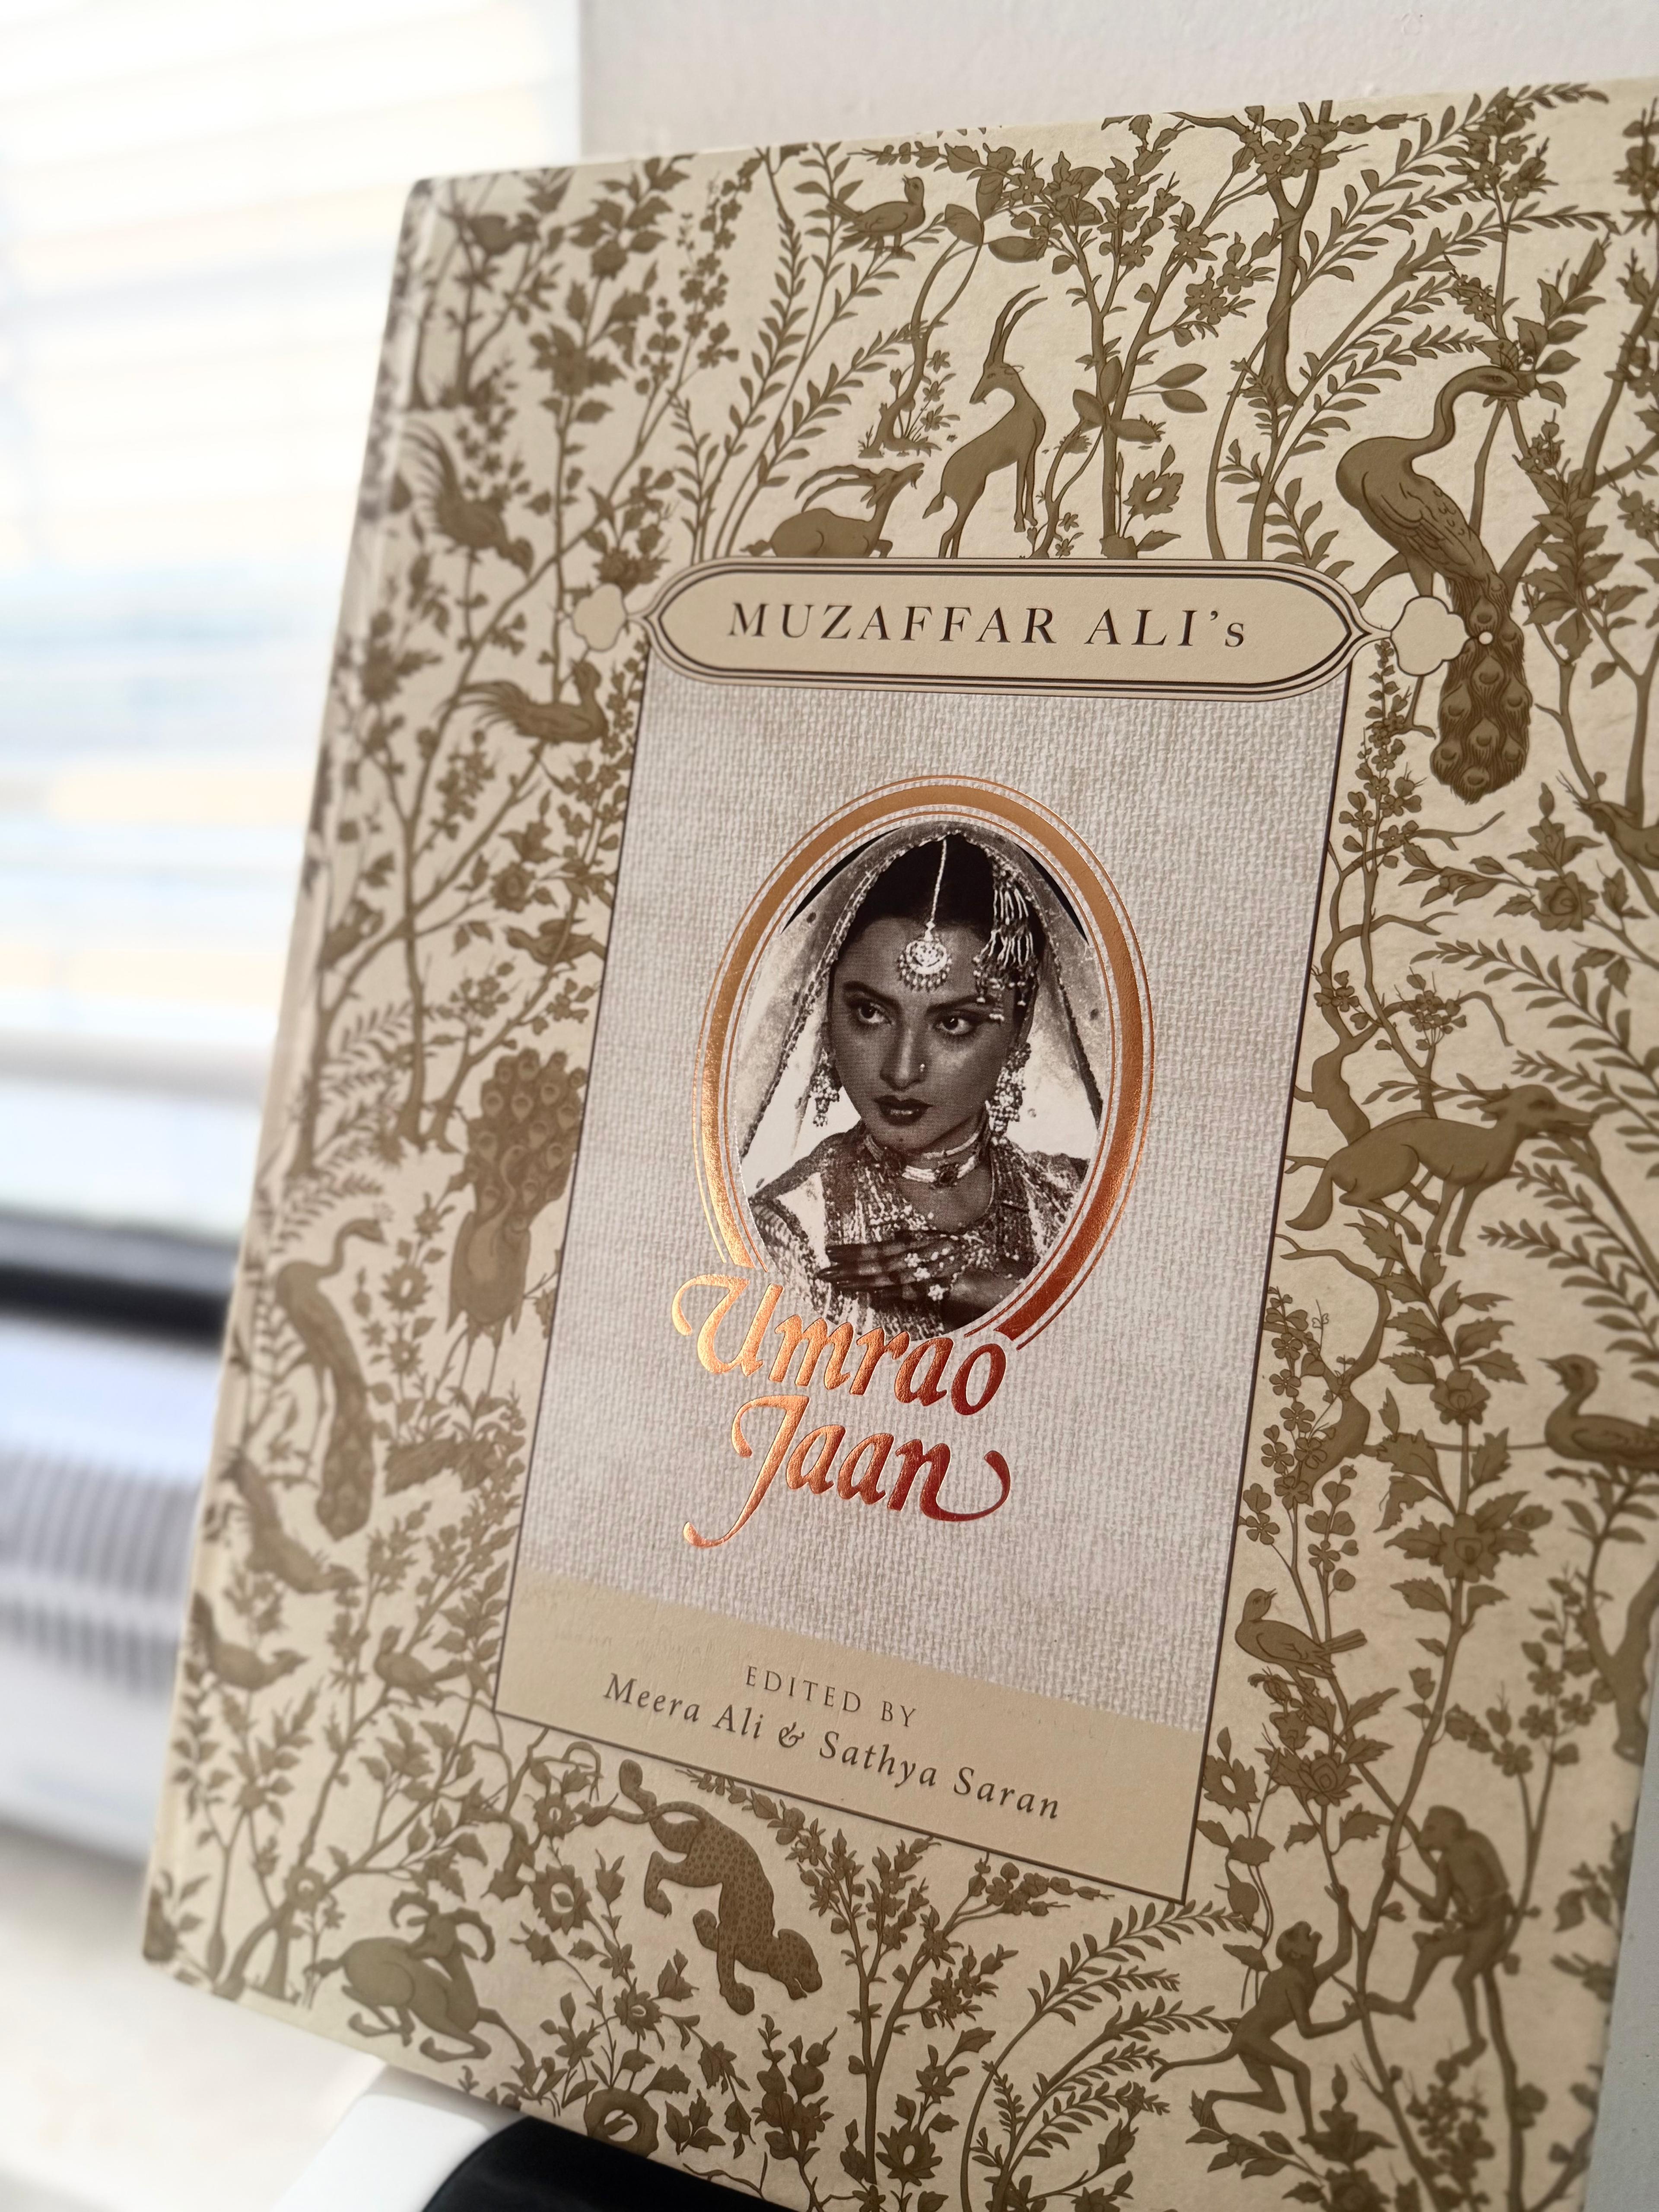 MUZAFFAR ALI's
Umrao
Jaan
EDITED BY
Meera Ali & Sathya Saran